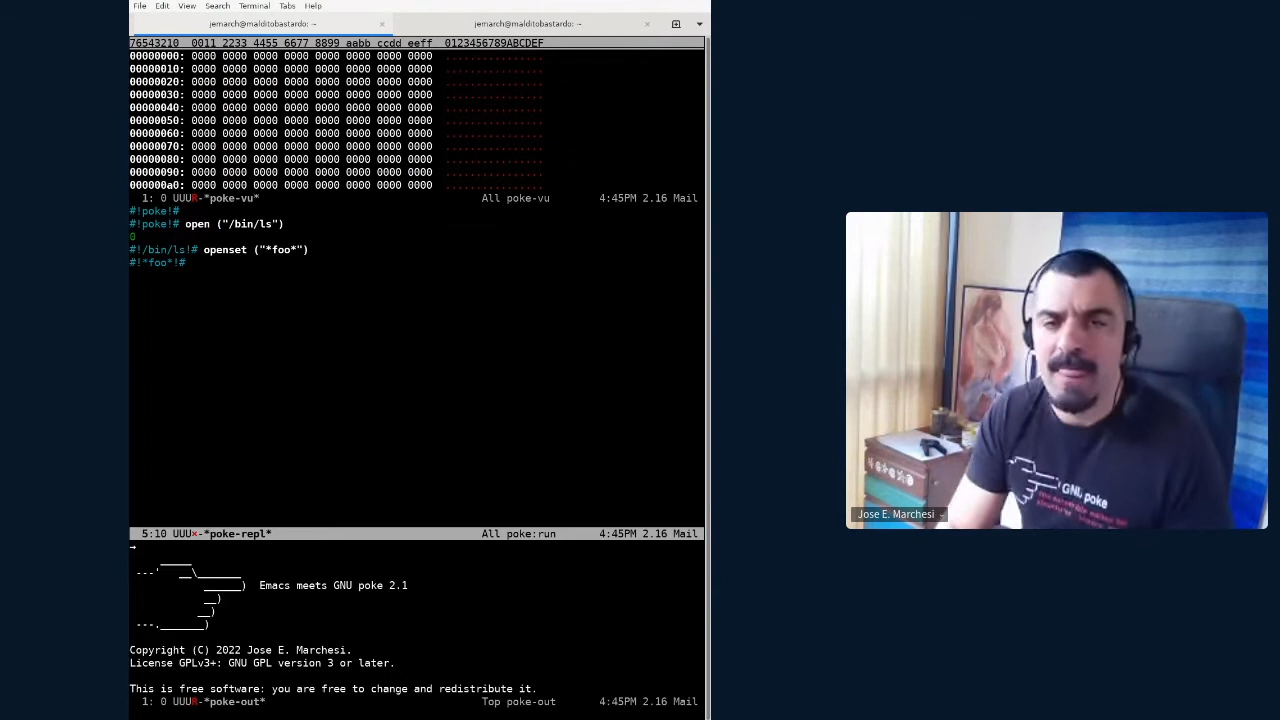 File Edit View Search Terminal Tabs Help
jemarch@malditobastardo: ~ × jemarch@malditobastardo: ~ ×
76543210 0011 2233 4455 6677 8899 aabb ccdd eeff 0123456789ABCDEF
00000000: 0000 0000 0000 0000 0000 0000 0000 0000 ................
00000010: 0000 0000 0000 0000 0000 0000 0000 0000 ................
00000020: 0000 0000 0000 0000 0000 0000 0000 0000 ................
00000030: 0000 0000 0000 0000 0000 0000 0000 0000 ................
00000040: 0000 0000 0000 0000 0000 0000 0000 0000 ................
00000050: 0000 0000 0000 0000 0000 0000 0000 0000 ................
00000060: 0000 0000 0000 0000 0000 0000 0000 0000 ................
00000070: 0000 0000 0000 0000 0000 0000 0000 0000 ................
00000080: 0000 0000 0000 0000 0000 0000 0000 0000 ................
00000090: 0000 0000 0000 0000 0000 0000 0000 0000 ................
000000a0: 0000 0000 0000 0000 0000 0000 0000 0000 ................
1: 0 UUUR-*poke-vu* All poke-vu 4:45PM 2.16 Mail
#!poke!#
#!poke!# open ("/bin/ls")
0
#!/bin/ls!# openset ("*foo*")
#!*foo*!#
5:10 UUU×-*poke-repl* All poke:run 4:45PM 2.16 Mail
Emacs meets GNU poke 2.1
Copyright (C) 2022 Jose E. Marchesi.
License GPLv3+: GNU GPL version 3 or later.
This is free software: you are free to change and redistribute it.
1: 0 UUUR-*poke-out* Top poke-out 4:45PM 2.16 Mail
GNU poke
Jose E. Marchesi